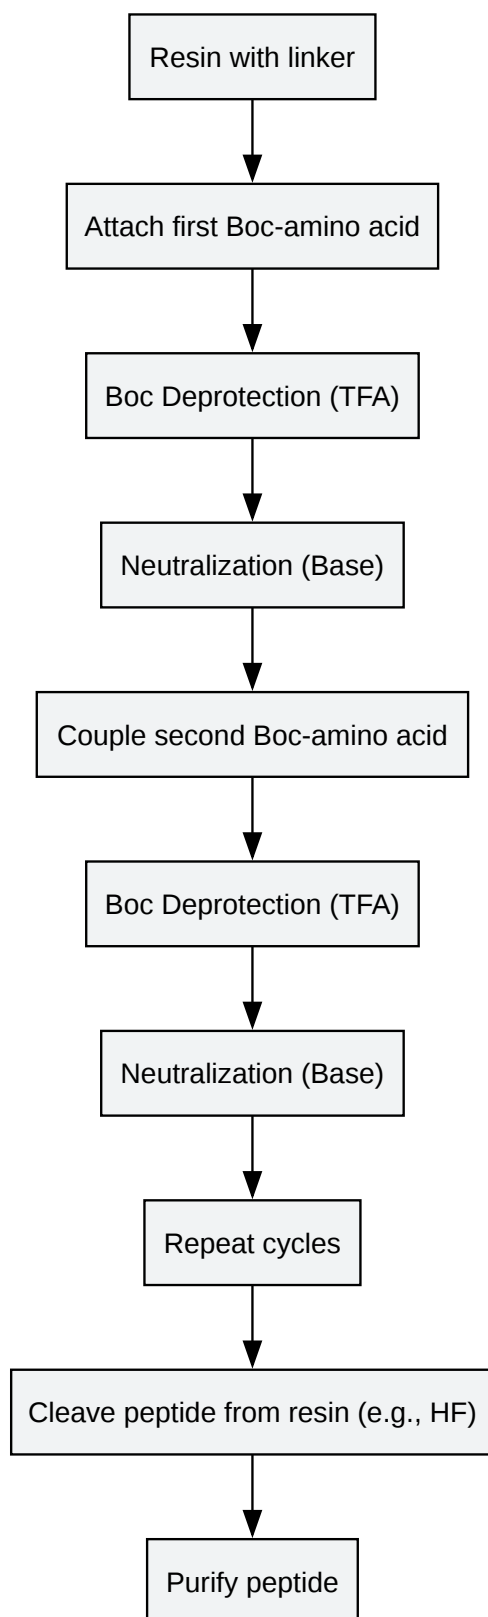 Resin with linker
Attach first Boc-amino acid
Boc Deprotection (TFA)
Neutralization (Base)
Couple second Boc-amino acid
Boc Deprotection (TFA)
Neutralization (Base)
Repeat cycles
Cleave peptide from resin (e.g., HF)
Purify peptide